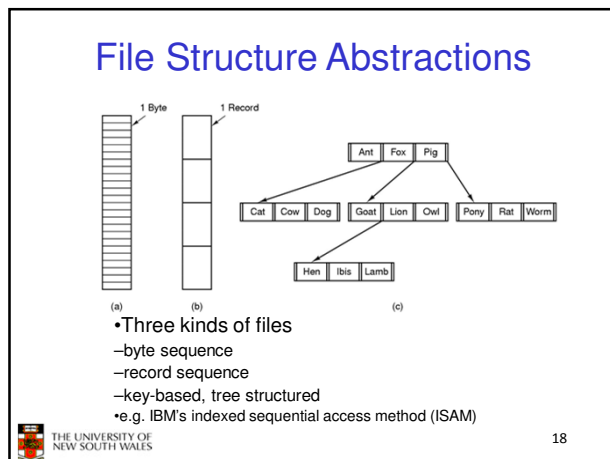 File Structure Abstractions
1 Byte
1 Record
Ant Fox Pig
Cat Cow Dog
Goat Lion Owl
Pony Rat Worm
Hen Ibis Lamb
(a)
(b)
(c)
•Three kinds of files
–byte sequence
–record sequence
–key-based, tree structured
•e.g. IBM's indexed sequential access method (ISAM)
THE UNIVERSITY OF
NEW SOUTH WALES
18